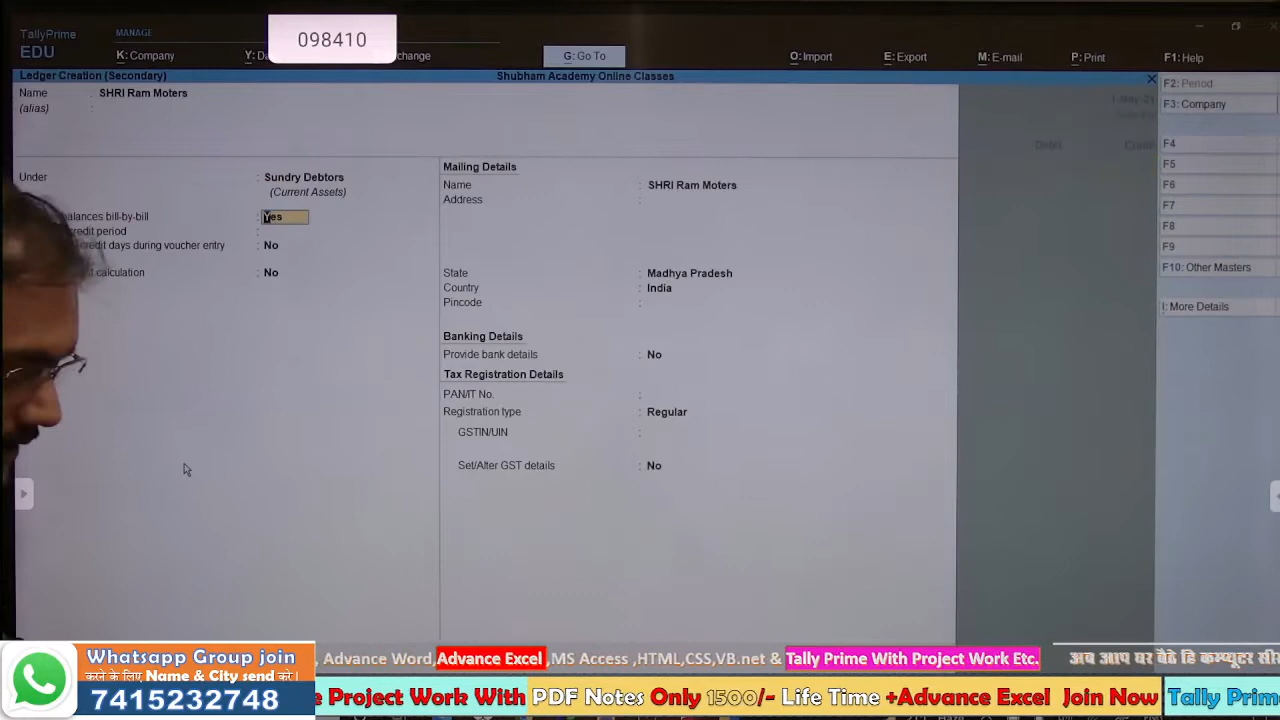 TallyPrime
EDU
MANAGE
K: Company
098410
change
G: Go To
O: Import
E: Export
M: E-mail
P: Print
F1: Help
Ledger Creation (Secondary)
Shubham Academy Online Classes
Name : SHRI Ram Moters
(alias) :
Under : Sundry Debtors
(Current Assets)
balances bill-by-bill : Yes
credit period :
credit days during voucher entry : No
calculation : No
Mailing Details
Name : SHRI Ram Moters
Address :
State : Madhya Pradesh
Country : India
Pincode :
Banking Details
Provide bank details : No
Tax Registration Details
PAN/IT No. :
Registration type : Regular
GSTIN/UIN :
Set/Alter GST details : No
1-May-21
Debit
Credit
F2: Period
F3: Company
F4
F5
F6
F7
F8
F9
F10: Other Masters
I: More Details
Whatsapp Group join
करने के लिए Name & City send करे।
7415232748
, Advance Word,Advance Excel ,MS Access ,HTML,CSS,VB.net & Tally Prime With Project Work Etc.
अब आप घर बैठे हि कम्प्यूटर सी
e Project Work With PDF Notes Only 1500/- Life Time +Advance Excel Join Now Tally Prim